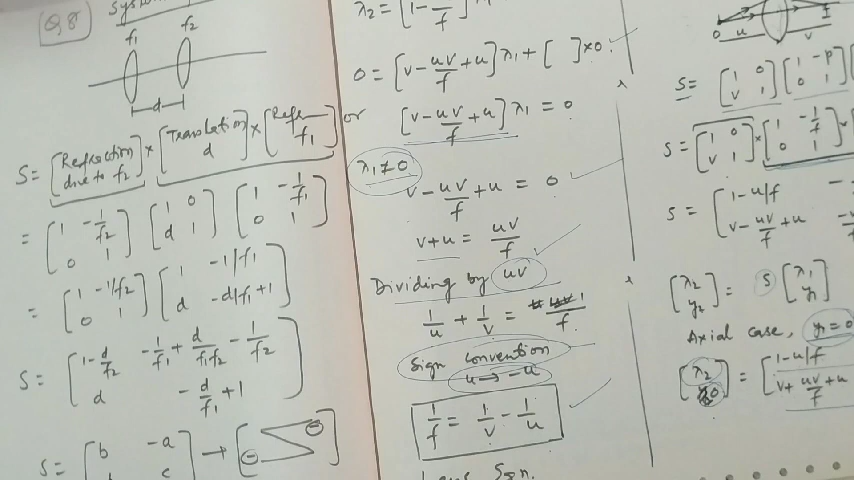 Q.8
System
f₁ f₂
d
S = [Refraction due to f₂] × [Translation d] × [Refra– f₁]
= [1 -1/f₂; 0 1] [1 0; d 1] [1 -1/f₁; 0 1]
= [1 -1/f₂; 0 1] [1 -1/f₁; d -d/f₁+1]
S = [1-d/f₂ -1/f₁ + d/f₁f₂ - 1/f₂; d -d/f₁+1]
S = [b -a; c] →
λ₂ = [1-
0 = [v - uv/f + u] λ₁ + [ ]×0
or [v - uv/f + u] λ₁ = 0
λ₁ ≠ 0
v - uv/f + u = 0
v+u = uv/f
Dividing by uv
1/u + 1/v = 1/f
Sign convention
u → -u
1/f = 1/v - 1/u
Lens Eqn.
O u v I
S = [1 0; v 1] [1 -P; 0 1] [
S = [1 0; v 1] × [1 -1/f; 0 1] ×
S = [1-u/f -; v - uv/f + u
[λ₂; y₂] = S [λ₁; y₁]
Axial case, y₁=0
[λ₂; 0] = [1-u/f; v+ uv/f + u